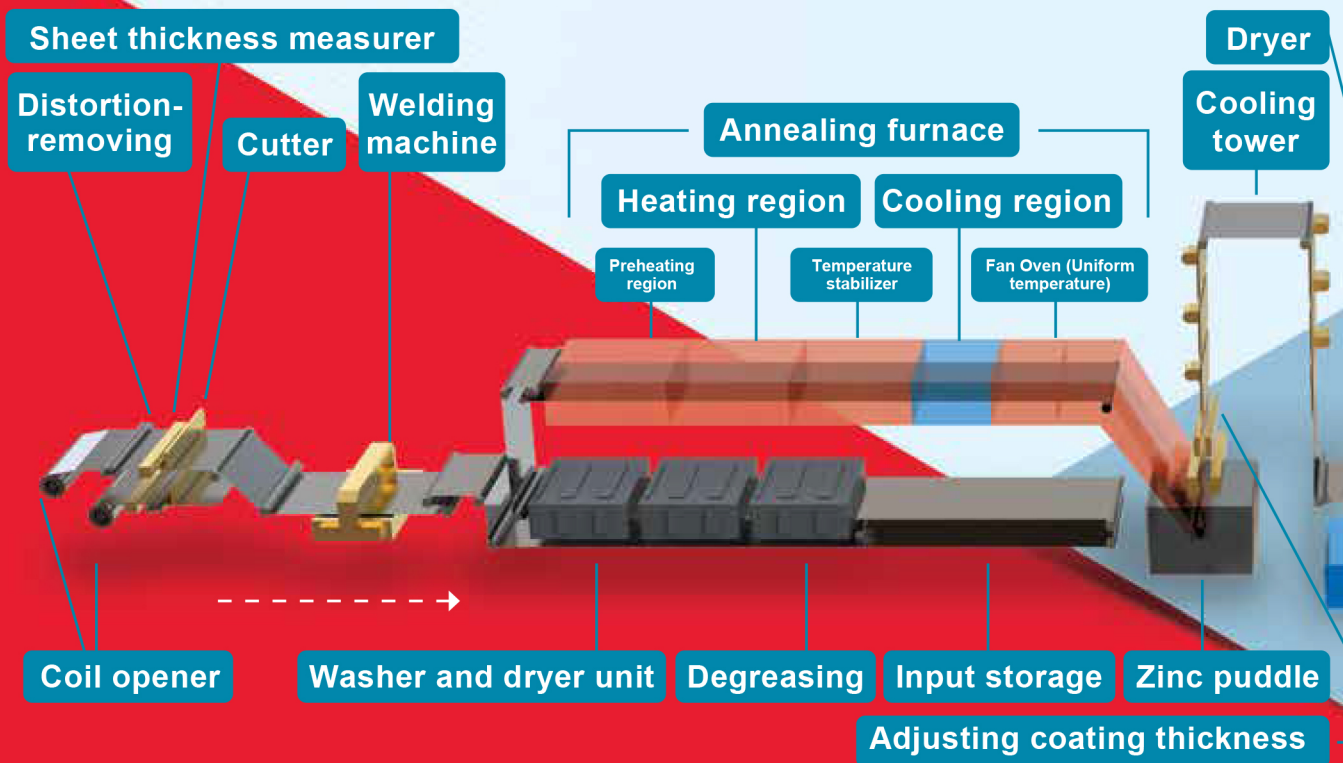 Sheet thickness measurer
Dryer
Distortion-
removing
Cutter
Welding
machine
Annealing furnace
Cooling
tower
Heating region
Cooling region
Preheating
region
Temperature
stabilizer
Fan Oven (Uniform
temperature)
Coil opener
Washer and dryer unit
Degreasing
Input storage
Zinc puddle
Adjusting coating thickness